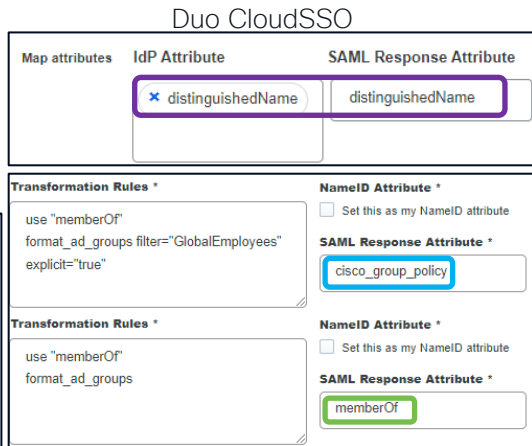 Duo CloudSSO
Map attributes IdP Attribute SAML Response Attribute
× distinguishedName distinguishedName
Transformation Rules *
use "memberOf"
format_ad_groups filter="GlobalEmployees"
explicit="true"
NameID Attribute *
Set this as my NameID attribute
SAML Response Attribute *
cisco_group_policy
Transformation Rules *
use "memberOf"
format_ad_groups
NameID Attribute *
Set this as my NameID attribute
SAML Response Attribute *
memberOf